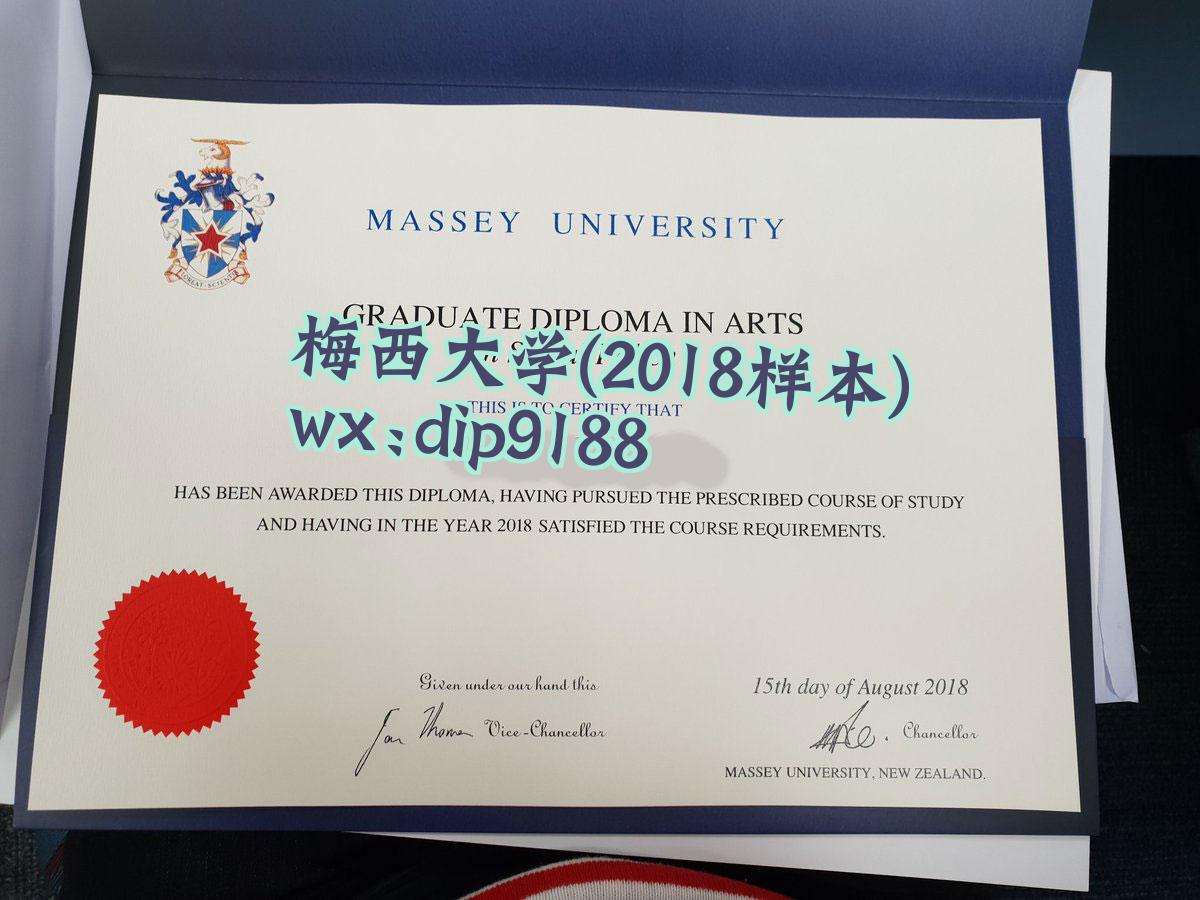 MASSEY UNIVERSITY
FLOREAT·SCIENTIA
GRADUATE DIPLOMA IN ARTS
梅西大学(2018样本)
THIS IS TO CERTIFY THAT
wx:dip9188
HAS BEEN AWARDED THIS DIPLOMA, HAVING PURSUED THE PRESCRIBED COURSE OF STUDY
AND HAVING IN THE YEAR 2018 SATISFIED THE COURSE REQUIREMENTS.
Given under our hand this
15th day of August 2018
Vice-Chancellor
Chancellor
MASSEY UNIVERSITY, NEW ZEALAND.